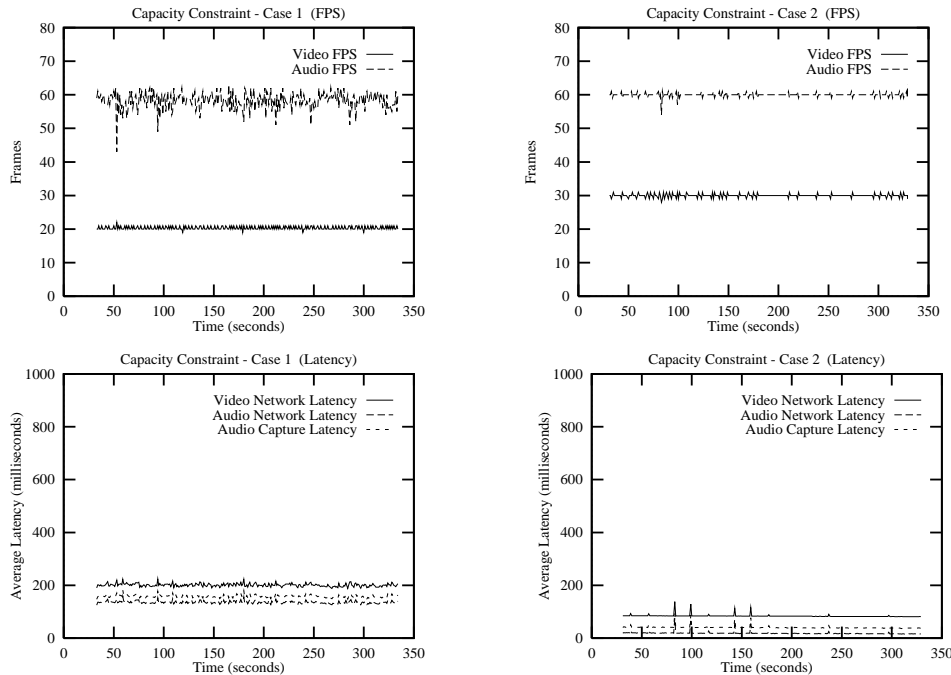 Capacity Constraint - Case 1 (FPS)
80
70
60
50
40
30
20
10
0
Frames
Video FPS
Audio FPS
0 50 100 150 200 250 300 350
Time (seconds)
Capacity Constraint - Case 2 (FPS)
80
70
60
50
40
30
20
10
0
Frames
Video FPS
Audio FPS
0 50 100 150 200 250 300 350
Time (seconds)
Capacity Constraint - Case 1 (Latency)
1000
800
600
400
200
0
Average Latency (milliseconds)
Video Network Latency
Audio Network Latency
Audio Capture Latency
0 50 100 150 200 250 300 350
Time (seconds)
Capacity Constraint - Case 2 (Latency)
1000
800
600
400
200
0
Average Latency (milliseconds)
Video Network Latency
Audio Network Latency
Audio Capture Latency
0 50 100 150 200 250 300 350
Time (seconds)